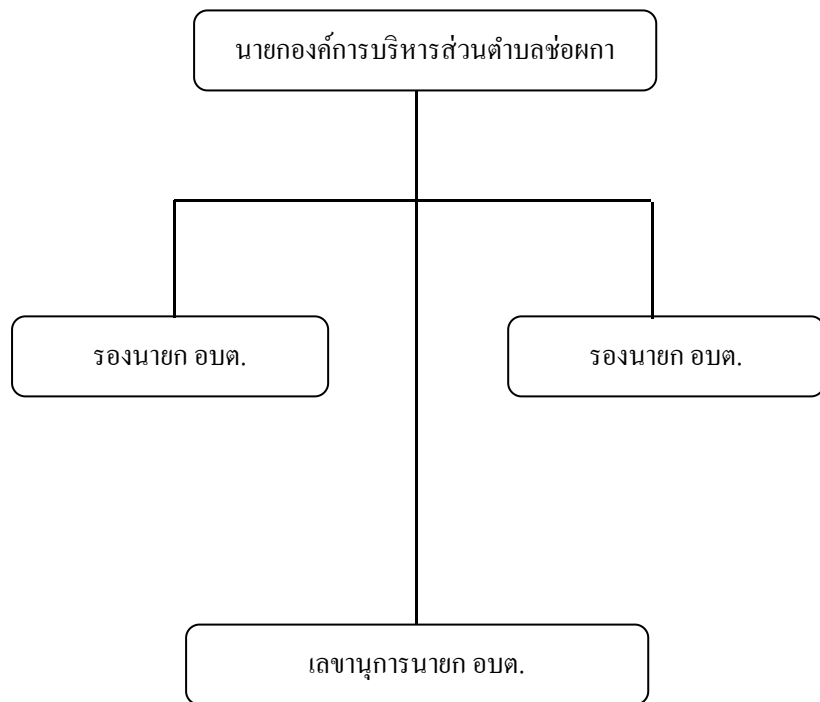 นายกองค์การบริหารส่วนตำบลช่อผกา
รองนายก อบต.
รองนายก อบต.
เลขานุการนายก อบต.